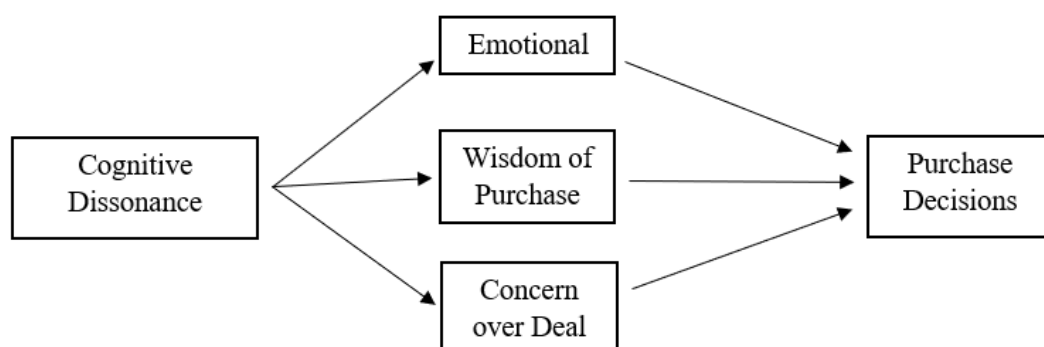 Emotional
Cognitive
Dissonance
Wisdom of
Purchase
Purchase
Decisions
Concern
over Deal